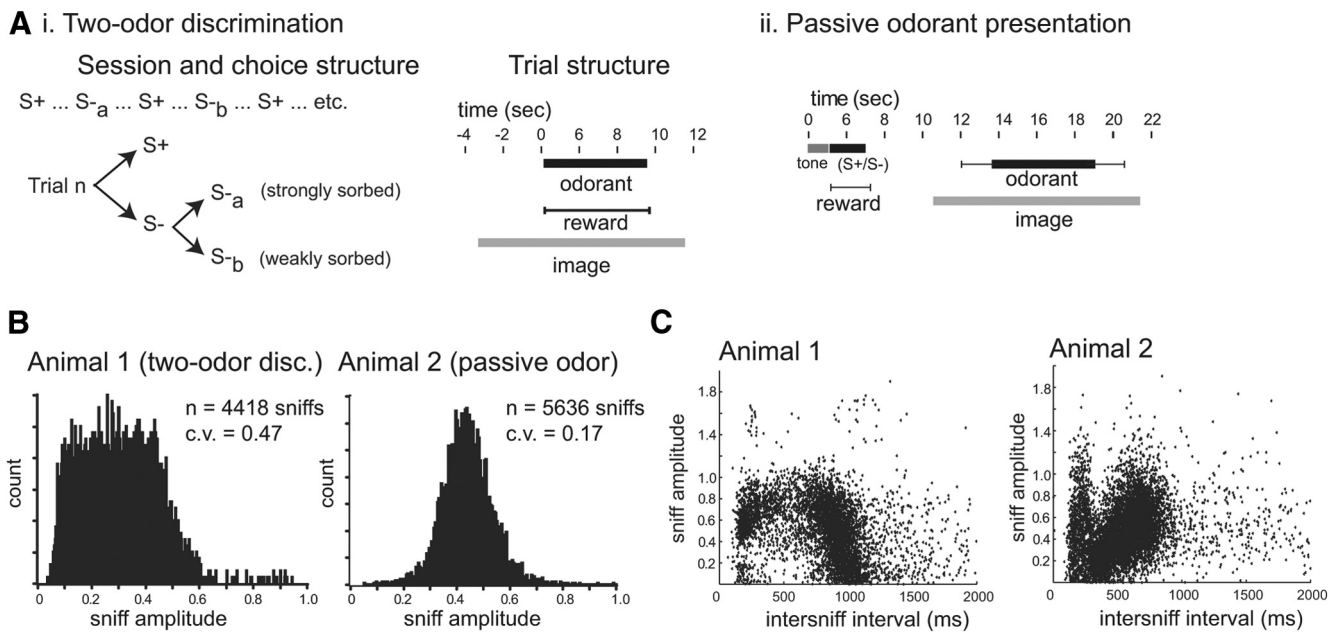 A i. Two-odor discrimination
Session and choice structure
S+ ... S-a ... S+ ... S-b ... S+ ... etc.
Trial n
S+
S-
S-a (strongly sorbed)
S-b (weakly sorbed)
Trial structure
time (sec)
-4 -2 0 6 8 10 12
odorant
reward
image
ii. Passive odorant presentation
time (sec)
0 6 8 10 12 14 16 18 20 22
tone (S+/S-)
reward
odorant
image
B
Animal 1 (two-odor disc.)
n = 4418 sniffs
c.v. = 0.47
count
0 0.2 0.4 0.6 0.8 1.0
sniff amplitude
Animal 2 (passive odor)
n = 5636 sniffs
c.v. = 0.17
count
0 0.2 0.4 0.6 0.8 1.0
sniff amplitude
C
Animal 1
sniff amplitude
1.8
1.4
1.0
0.8
0.6
0.4
0.2
0 500 1000 1500 2000
intersniff interval (ms)
Animal 2
sniff amplitude
1.8
1.4
1.0
0.8
0.6
0.4
0.2
0 500 1000 1500 2000
intersniff interval (ms)